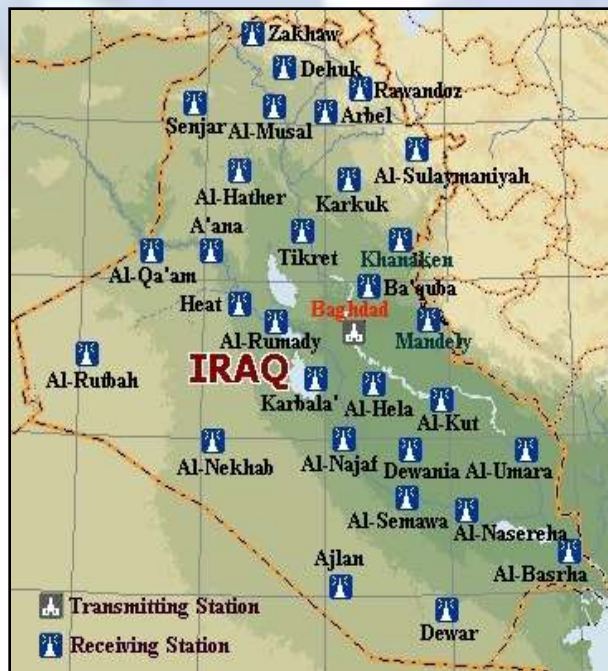 Zakhaw
Dehuk
Rawandoz
Senjar
Al-Musal
Arbel
Al-Sulaymaniyah
Al-Hather
Karkuk
A'ana
Tikret
Khanaken
Al-Qa'am
Heat
Ba'quba
Baghdad
Al-Rumady
Mandely
Al-Rutbah
IRAQ
Karbala'
Al-Hela
Al-Kut
Al-Nekhab
Al-Najaf
Dewania
Al-Umara
Al-Semawa
Al-Nasereha
Al-Basrha
Ajlan
Dewar
Transmitting Station
Receiving Station